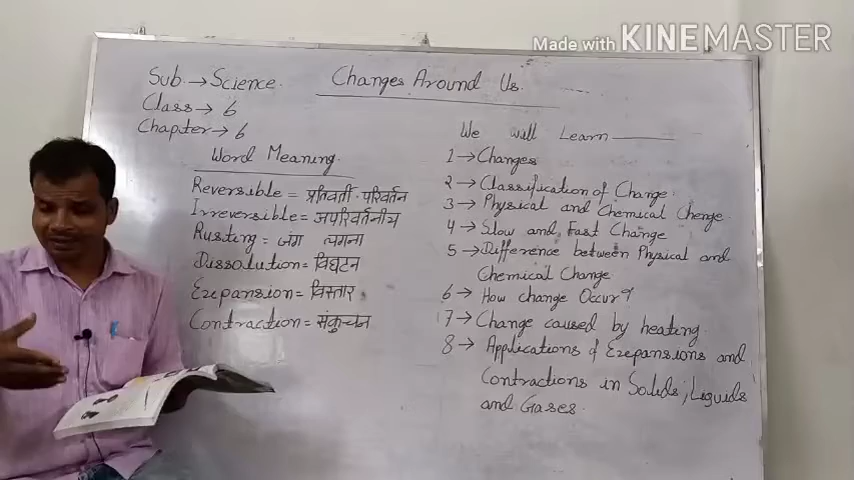 Made with KINEMASTER
Sub. → Science.
Changes Around Us.
Class → 6
Chapter → 6
Word Meaning.
Reversible = प्रतिवर्ती परिवर्तन
Irreversible = अपरिवर्तनीय
Rusting = जंग लगना
Dissolution = विघटन
Exepansion = विस्तार
Contraction = संकुचन
We will Learn
1 → Changes
2 → Classification of Change.
3 → Physical and Chemical Chenge.
4 → Slow and Fast Change
5 → Difference between Physical and
Chemical Change
6 → How change Occur?
7 → Change caused by heating.
8 → Applications of Exepansions and
Contractions in Solids, Liquids
and Gases.